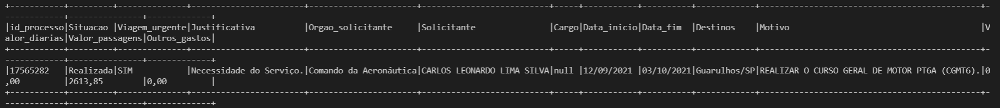 +-----------+---------+--------------+----------------------+--------------------+------------------------+-----+-----------+----------+------------+------------------------------------------+-
------------+---------------+-------------+
|id_processo|Situacao |Viagem_urgente|Justificativa         |Orgao_solicitante     |Solicitante             |Cargo|Data_inicio|Data_fim  |Destinos    |Motivo                                    |V
alor_diarias|Valor_passagens|Outros_gastos|
+-----------+---------+--------------+----------------------+--------------------+------------------------+-----+-----------+----------+------------+------------------------------------------+-
------------+---------------+-------------+
|17565282   |Realizada|SIM           |Necessidade do Serviço.|Comando da Aeronáutica|CARLOS LEONARDO LIMA SILVA|null |12/09/2021 |03/10/2021|Guarulhos/SP|REALIZAR O CURSO GERAL DE MOTOR PT6A (CGMT6).|0
,00         |2613,85        |0,00         |
+-----------+---------+--------------+----------------------+--------------------+------------------------+-----+-----------+----------+------------+------------------------------------------+-
------------+---------------+-------------+